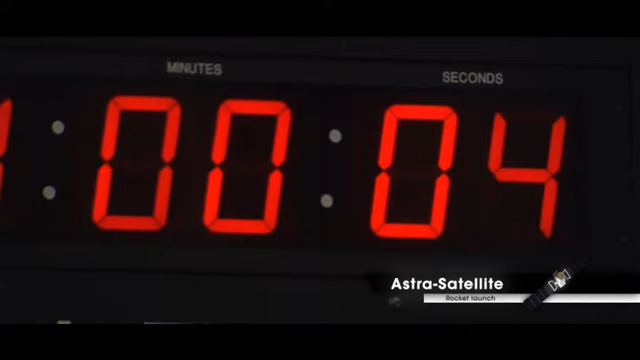 MINUTES
SECONDS
00:04
Astra-Satellite
Rocket launch